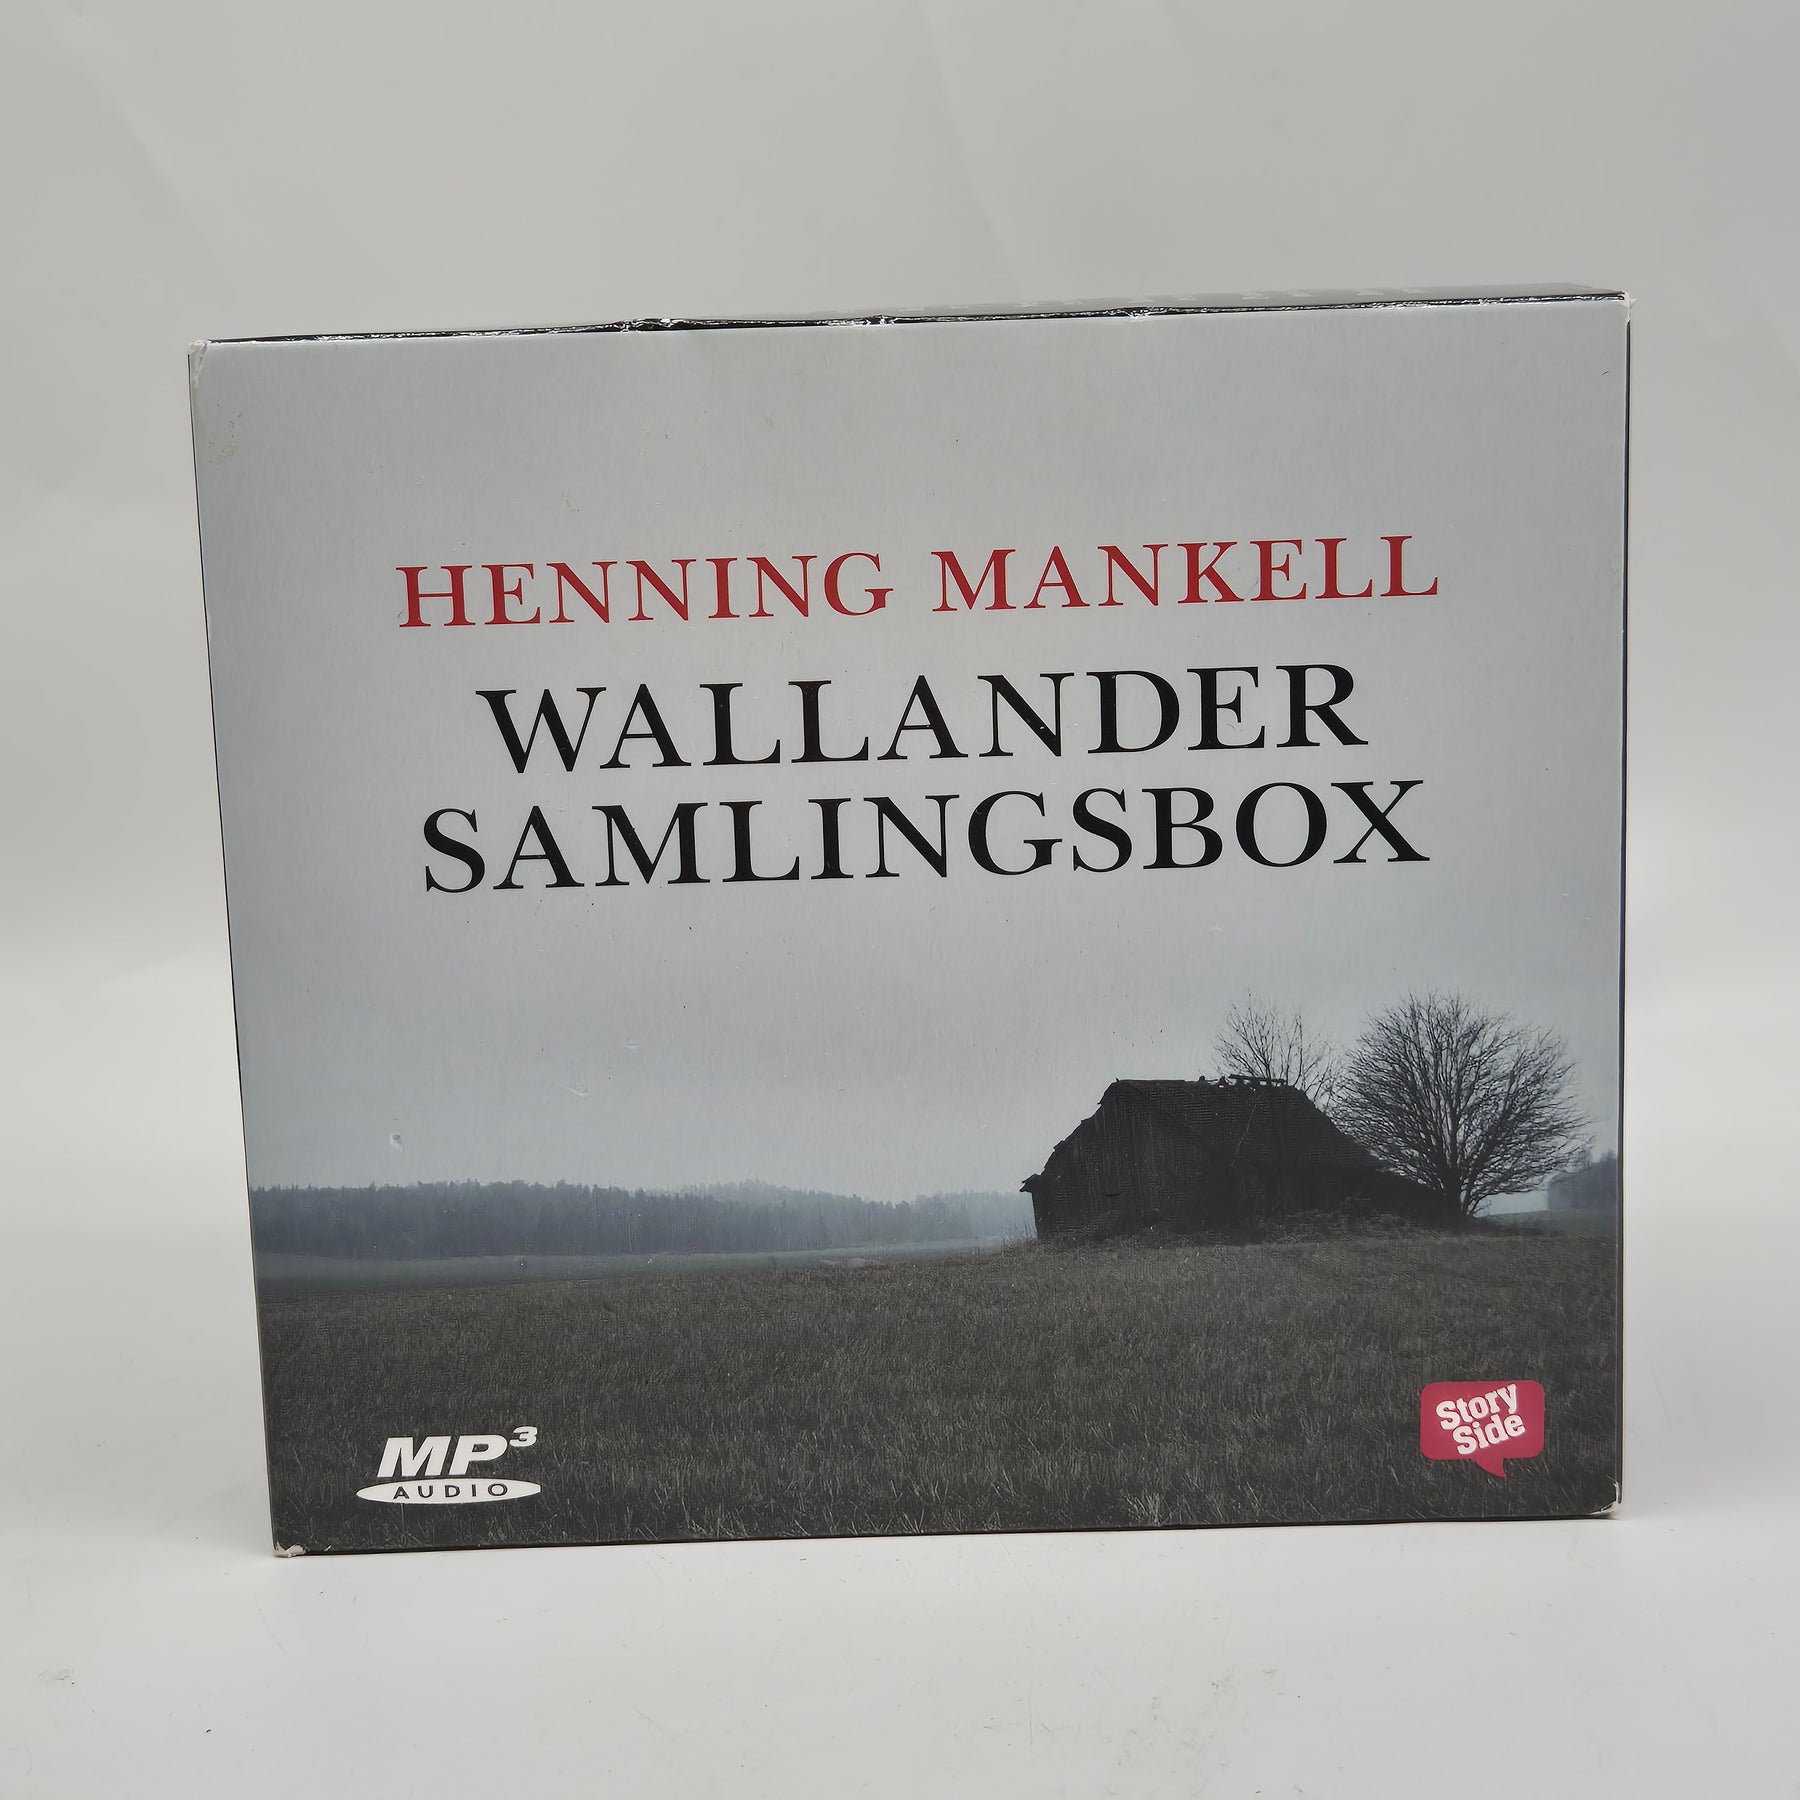 HENNING MANKELL
WALLANDER
SAMLINGSBOX
MP3
AUDIO
Story
Side